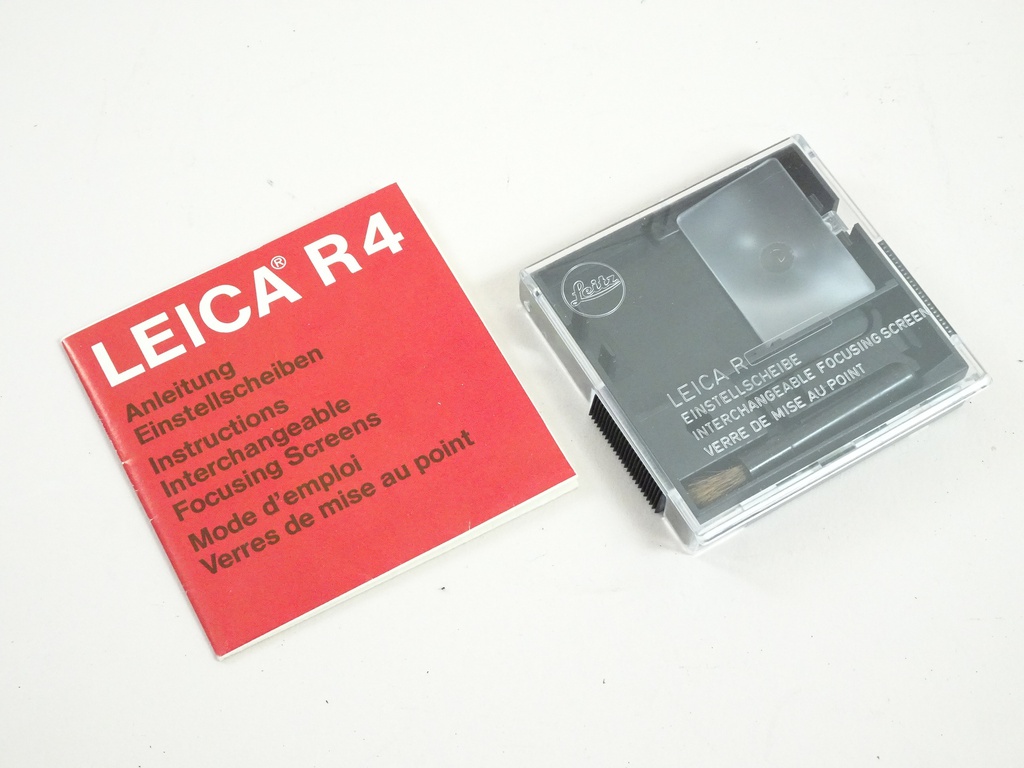 LEICA® R4
Anleitung
Einstellscheiben
Instructions
Interchangeable
Focusing Screens
Mode d'emploi
Verres de mise au point
Leitz
LEICA R
EINSTELLSCHEIBE
INTERCHANGEABLE FOCUSING SCREEN
VERRE DE MISE AU POINT